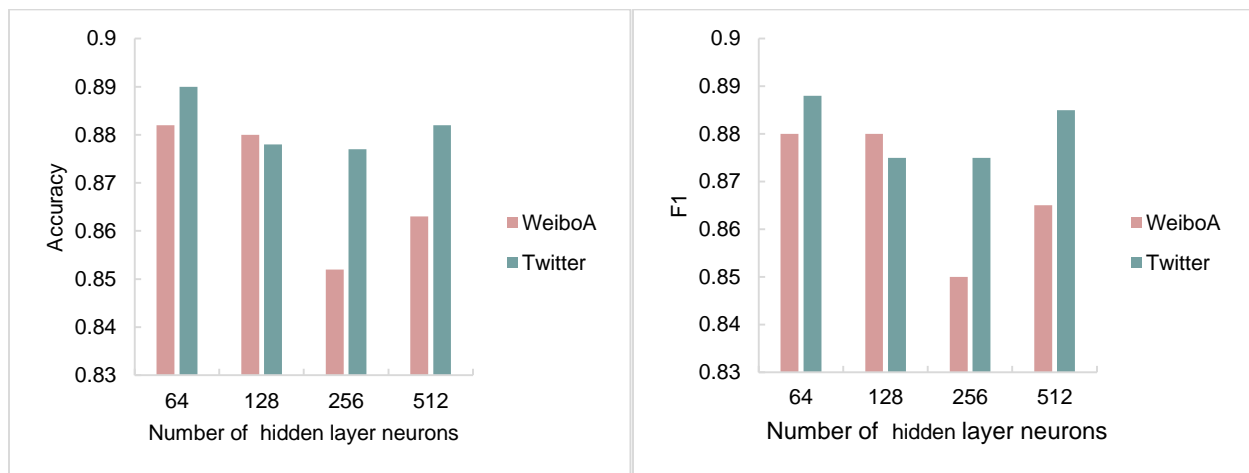 0.9
0.89
0.88
0.87
0.86
0.85
0.84
0.83
Accuracy
64 128 256 512
Number of hidden layer neurons
WeiboA
Twitter
0.9
0.89
0.88
0.87
0.86
0.85
0.84
0.83
F1
64 128 256 512
Number of hidden layer neurons
WeiboA
Twitter